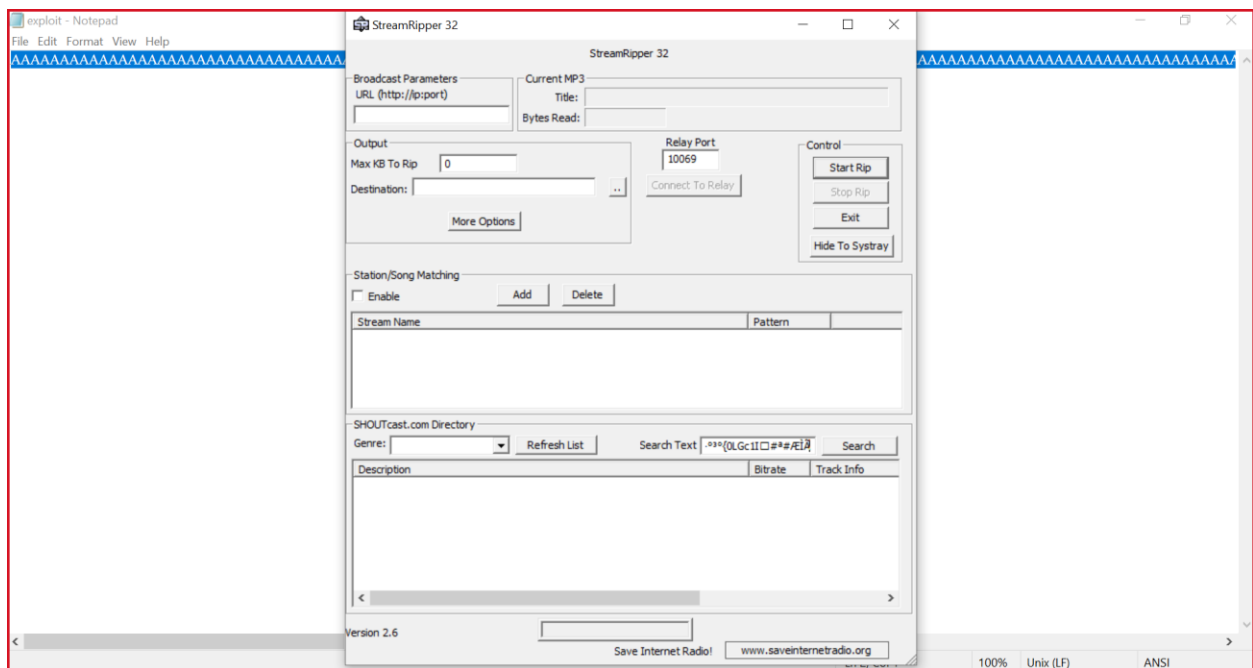 exploit - Notepad
File Edit Format View Help
StreamRipper 32
StreamRipper 32
Broadcast Parameters
URL (http://ip:port)
Current MP3
Title:
Bytes Read:
Output
Max KB To Rip 0
Destination: ..
More Options
Relay Port
10069
Connect To Relay
Control
Start Rip
Stop Rip
Exit
Hide To Systray
Station/Song Matching
Enable Add Delete
Stream Name Pattern
SHOUTcast.com Directory
Genre: Refresh List Search Text Search
Description Bitrate Track Info
Version 2.6
Save Internet Radio! www.saveinternetradio.org
100% Unix (LF) ANSI